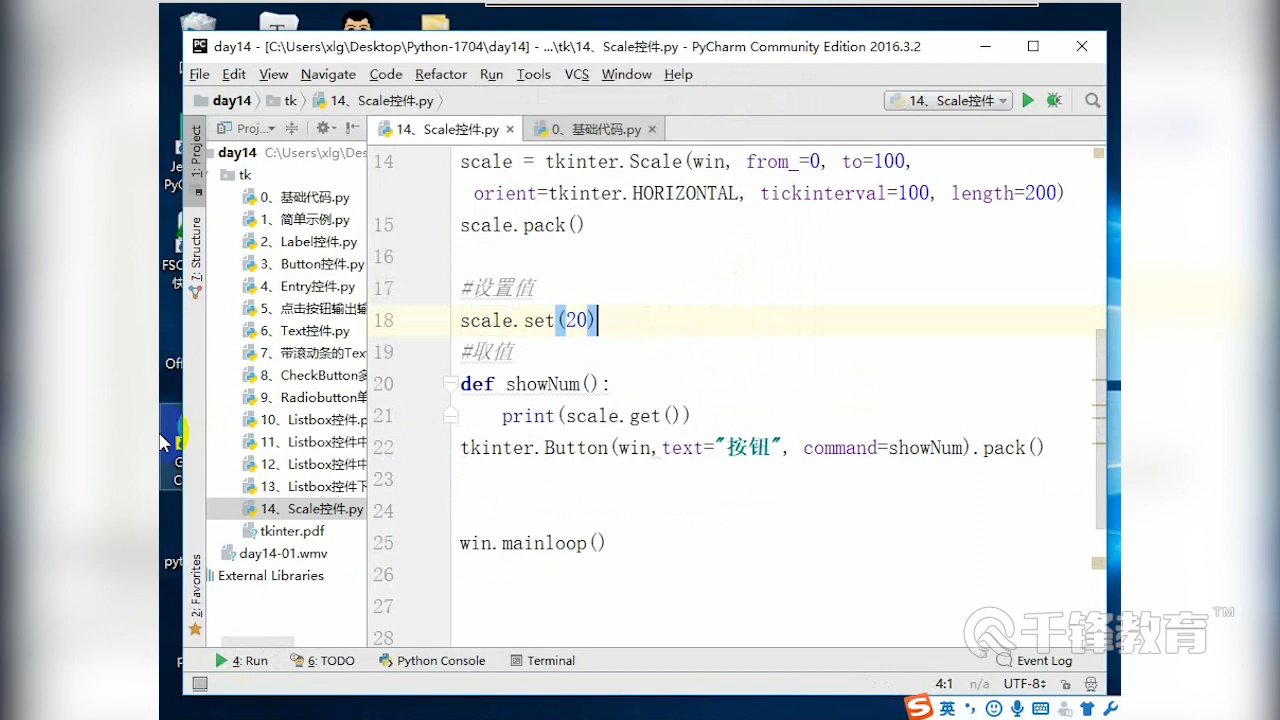 day14 - [C:\Users\xlg\Desktop\Python-1704\day14] - ...\tk\14、Scale控件.py - PyCharm Community Edition 2016.3.2
File Edit View Navigate Code Refactor Run Tools VCS Window Help
day14 tk 14、Scale控件.py 14、Scale控件
Proj... 14、Scale控件.py 0、基础代码.py
1: Project
7: Structure
2: Favorites
day14 C:\Users\xlg\Des
tk
0、基础代码.py
1、简单示例.py
2、Label控件.py
3、Button控件.py
4、Entry控件.py
5、点击按钮输出输
6、Text控件.py
7、带滚动条的Tex
8、CheckButton多
9、Radiobutton单
10、Listbox控件.p
11、Listbox控件中
12、Listbox控件中
13、Listbox控件下
14、Scale控件.py
tkinter.pdf
day14-01.wmv
External Libraries
14 scale = tkinter.Scale(win, from_=0, to=100,
orient=tkinter.HORIZONTAL, tickinterval=100, length=200)
15 scale.pack()
16
17 #设置值
18 scale.set(20)
19 #取值
20 def showNum():
21 print(scale.get())
22 tkinter.Button(win,text="按钮", command=showNum).pack()
23
24
25 win.mainloop()
26
27
28
千锋教育™
4: Run 6: TODO Python Console Terminal Event Log
4:1 n/a UTF-8
英